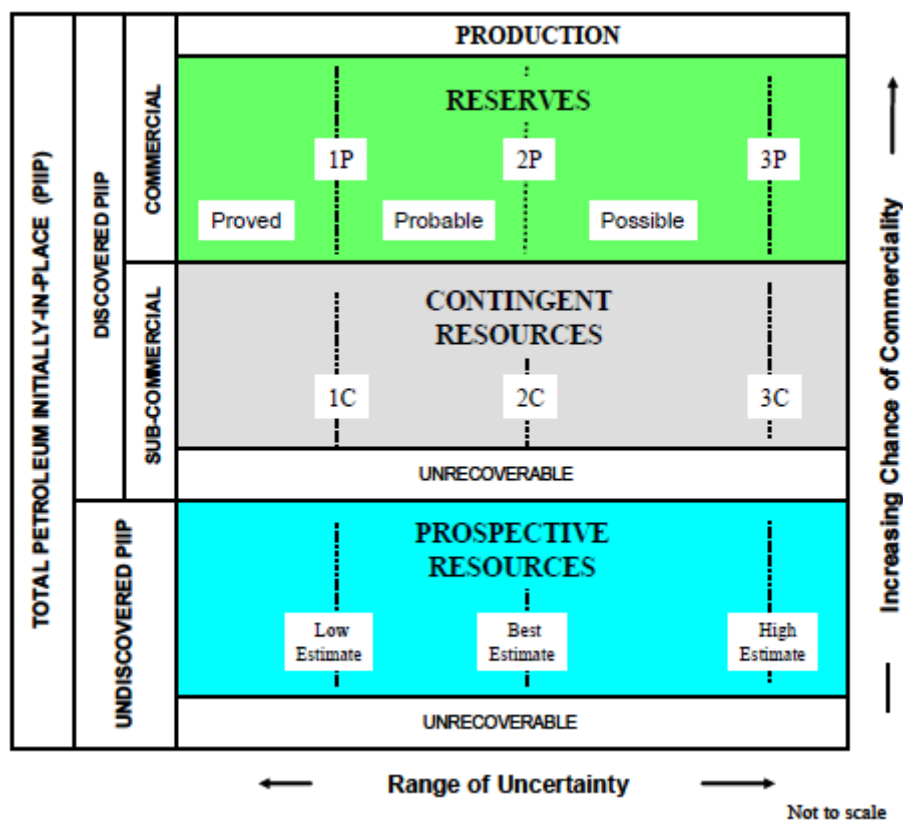 TOTAL PETROLEUM INITIALLY-IN-PLACE (PIIP)
DISCOVERED PIIP
UNDISCOVERED PIIP
COMMERCIAL
SUB-COMMERCIAL
PRODUCTION
RESERVES
1P
2P
3P
Proved
Probable
Possible
CONTINGENT
RESOURCES
1C
2C
3C
UNRECOVERABLE
PROSPECTIVE
RESOURCES
Low
Estimate
Best
Estimate
High
Estimate
UNRECOVERABLE
Increasing Chance of Commerciality
Range of Uncertainty
Not to scale